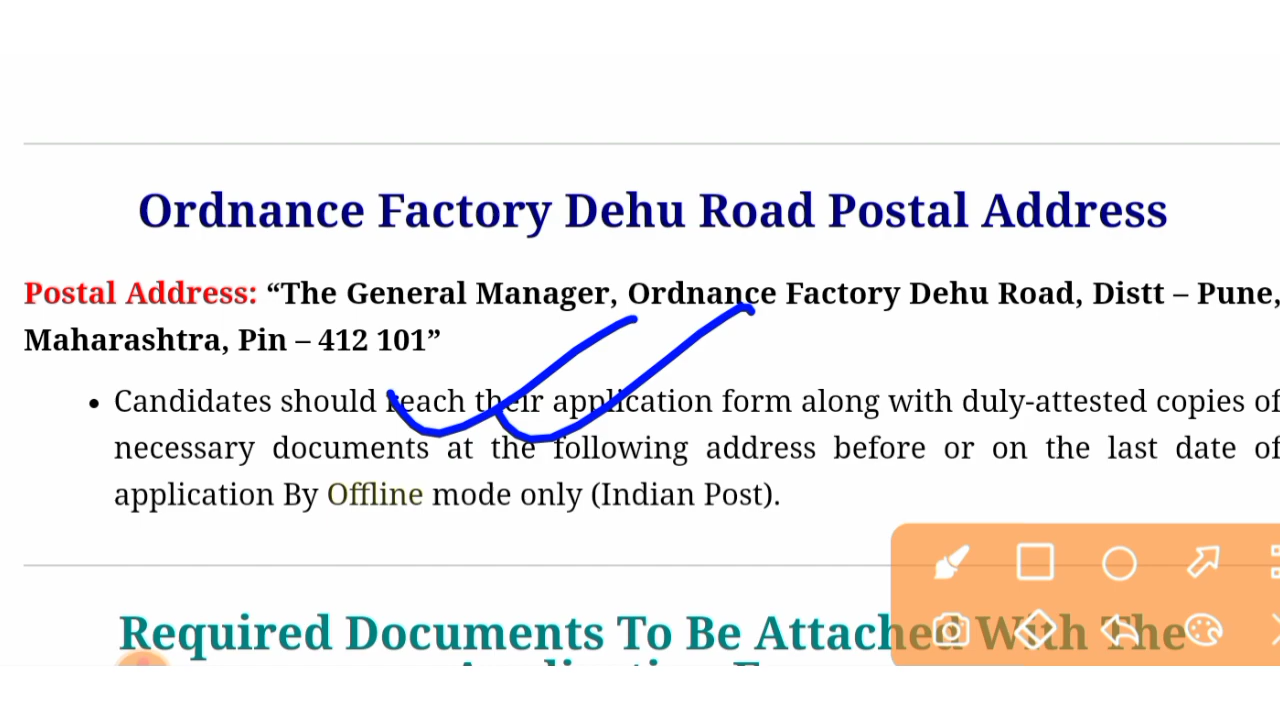 Ordnance Factory Dehu Road Postal Address
Postal Address: “The General Manager, Ordnance Factory Dehu Road, Distt – Pune,
Maharashtra, Pin – 412 101”
• Candidates should reach their application form along with duly-attested copies of
necessary documents at the following address before or on the last date of
application By Offline mode only (Indian Post).
Required Documents To Be Attached With The